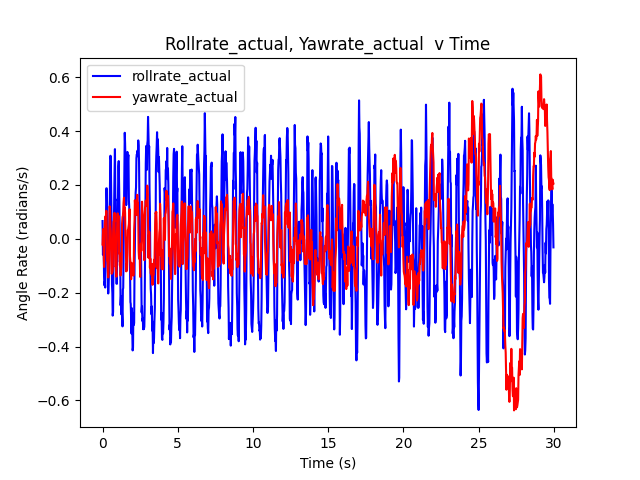 Rollrate_actual, Yawrate_actual  v Time
rollrate_actual
yawrate_actual
0.6
0.4
0.2
0.0
−0.2
−0.4
−0.6
Angle Rate (radians/s)
0 5 10 15 20 25 30
Time (s)